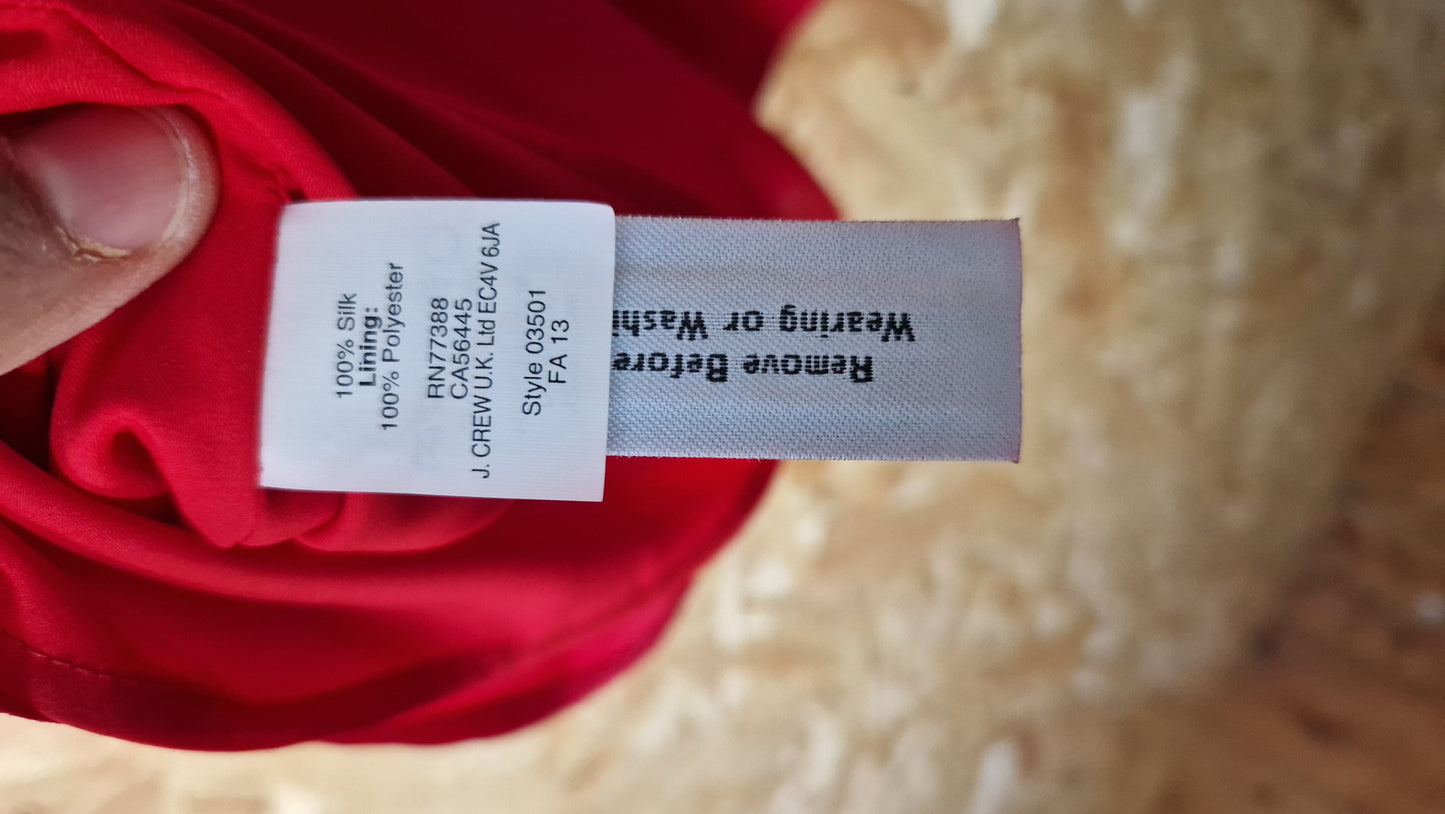 100% Silk
Lining:
100% Polyester
RN77388
CA56445
J. CREW U.K. Ltd EC4V 6JA
Style 03501
FA 13
Remove Before
Wearing or Washi